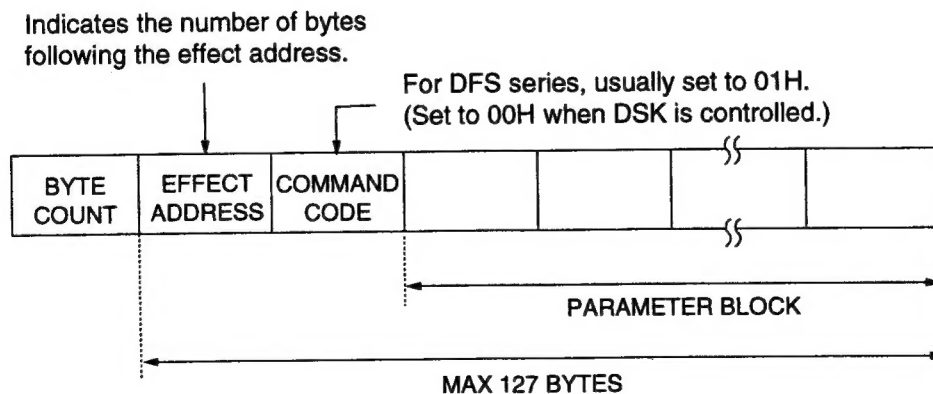 Indicates the number of bytes
following the effect address.
For DFS series, usually set to 01H.
(Set to 00H when DSK is controlled.)
BYTE
COUNT
EFFECT
ADDRESS
COMMAND
CODE
PARAMETER BLOCK
MAX 127 BYTES